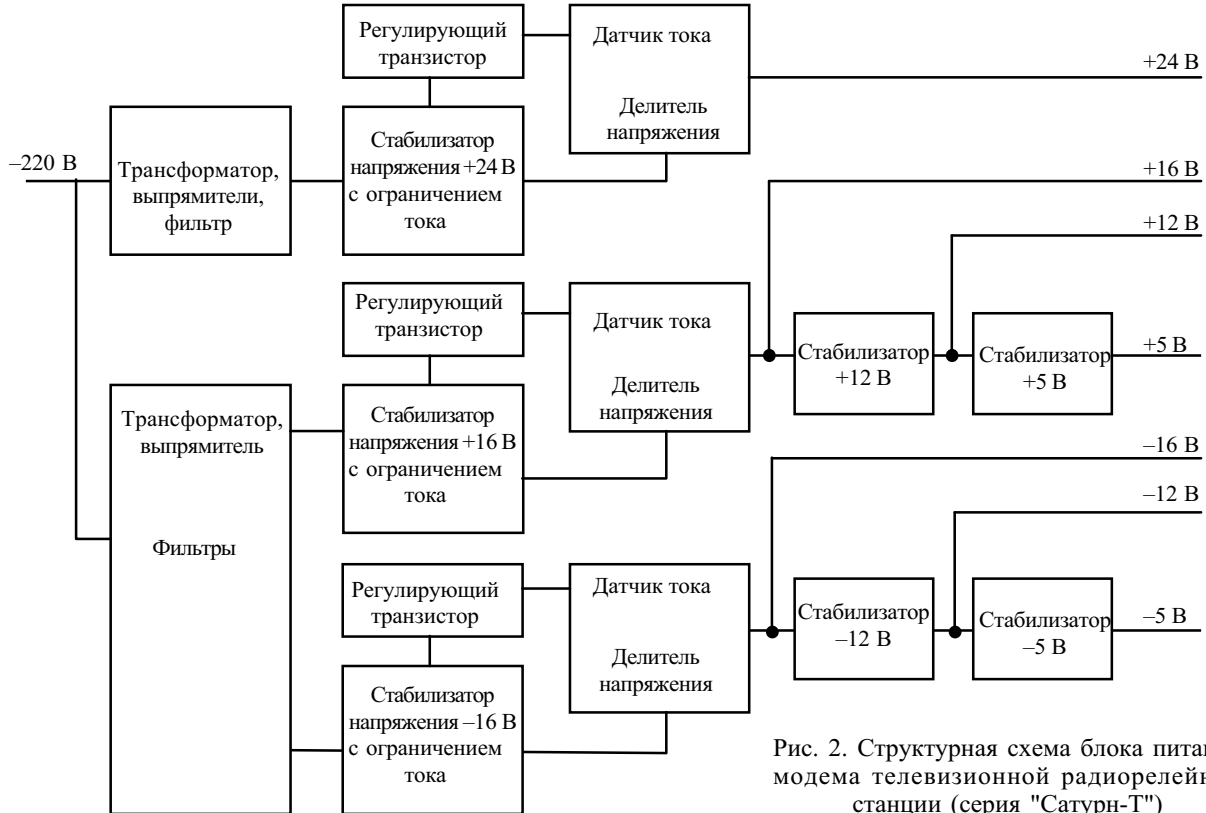 Регулирующий
транзистор
Датчик тока
Делитель
напряжения
+24 В
–220 В
Трансформатор,
выпрямители,
фильтр
Стабилизатор
напряжения +24 В
с ограничением
тока
+16 В
+12 В
Регулирующий
транзистор
Датчик тока
Делитель
напряжения
Стабилизатор
+12 В
Стабилизатор
+5 В
+5 В
Трансформатор,
выпрямитель
Фильтры
Стабилизатор
напряжения +16 В
с ограничением
тока
–16 В
–12 В
Регулирующий
транзистор
Датчик тока
Делитель
напряжения
Стабилизатор
–12 В
Стабилизатор
–5 В
–5 В
Стабилизатор
напряжения –16 В
с ограничением
тока
Рис. 2. Структурная схема блока
модема телевизионной
станции (серия "Сатурн-Т")